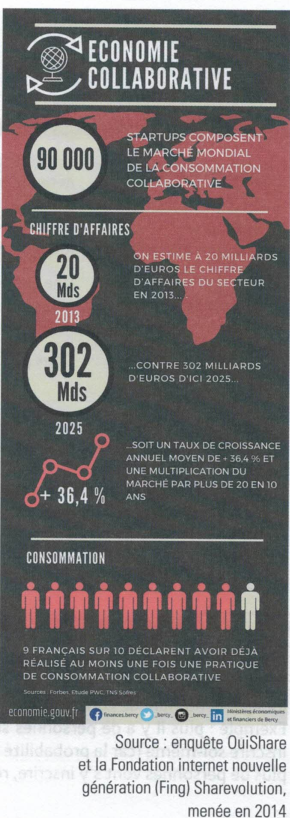 ECONOMIE
COLLABORATIVE
90 000
STARTUPS COMPOSENT
LE MARCHÉ MONDIAL
DE LA CONSOMMATION
COLLABORATIVE
CHIFFRE D'AFFAIRES
20
Mds
2013
ON ESTIME À 20 MILLIARDS
D'EUROS LE CHIFFRE
D'AFFAIRES DU SECTEUR
EN 2013...
302
Mds
2025
...CONTRE 302 MILLIARDS
D'EUROS D'ICI 2025...
+ 36,4 %
...SOIT UN TAUX DE CROISSANCE
ANNUEL MOYEN DE + 36,4 % ET
UNE MULTIPLICATION DU
MARCHÉ PAR PLUS DE 20 EN 10
ANS
CONSOMMATION
9 FRANÇAIS SUR 10 DÉCLARENT AVOIR DÉJÀ
RÉALISÉ AU MOINS UNE FOIS UNE PRATIQUE
DE CONSOMMATION COLLABORATIVE
Sources : Forbes, Etude PWC, TNS Sofres
economie.gouv.fr
finances.bercy
_bercy_
_bercy_
Ministères économiques
et financiers de Bercy
Source : enquête OuiShare
et la Fondation internet nouvelle
génération (Fing) Sharevolution,
menée en 2014